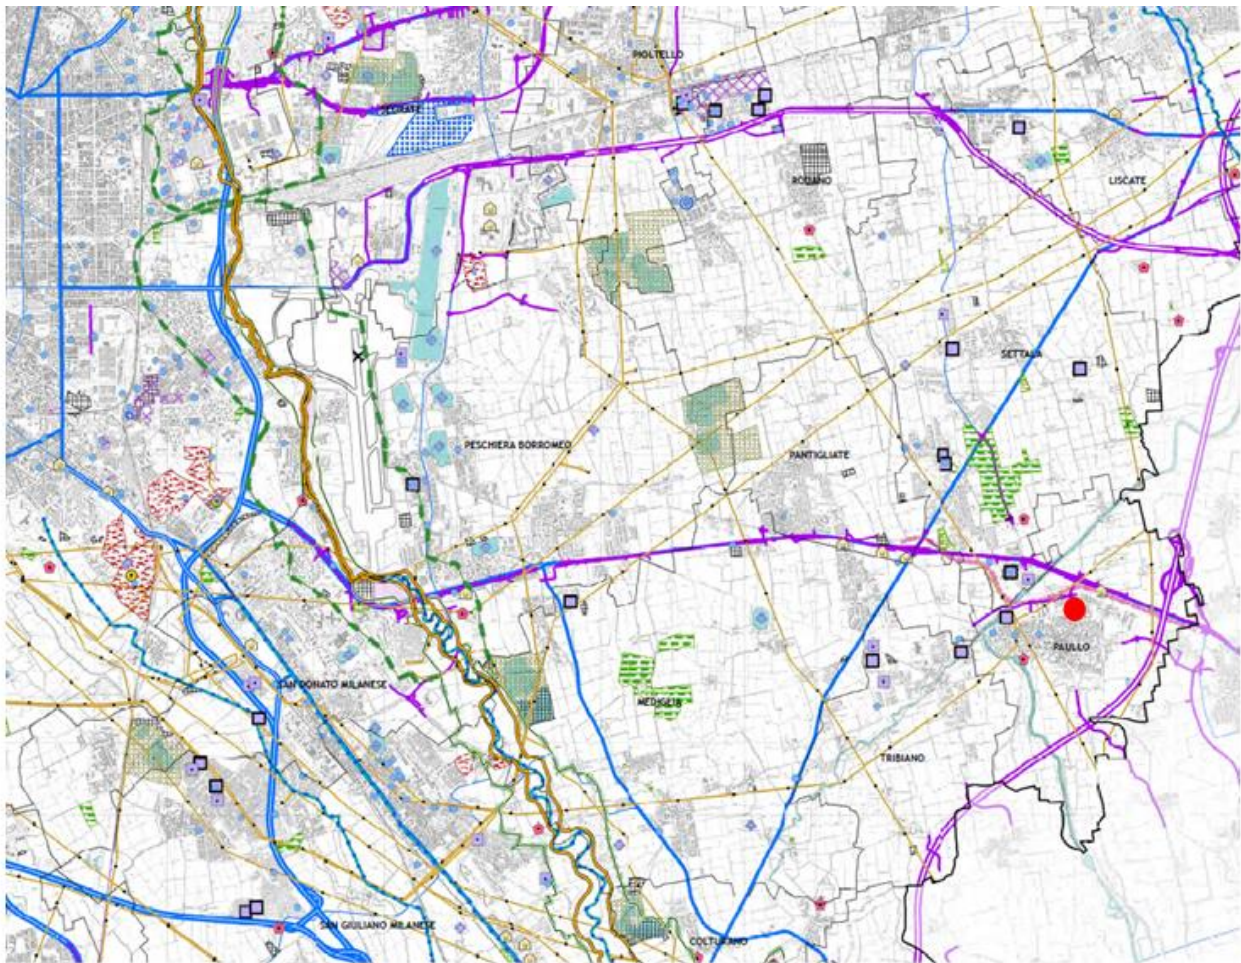 PIOLTELLO
SEGRATE
RODANO
LISCATE
SETTALA
PESCHIERA BORROMEO
PANTIGLIATE
PAULLO
SAN DONATO MILANESE
MEDIGLIA
TRIBIANO
SAN GIULIANO MILANESE
COLTURANO